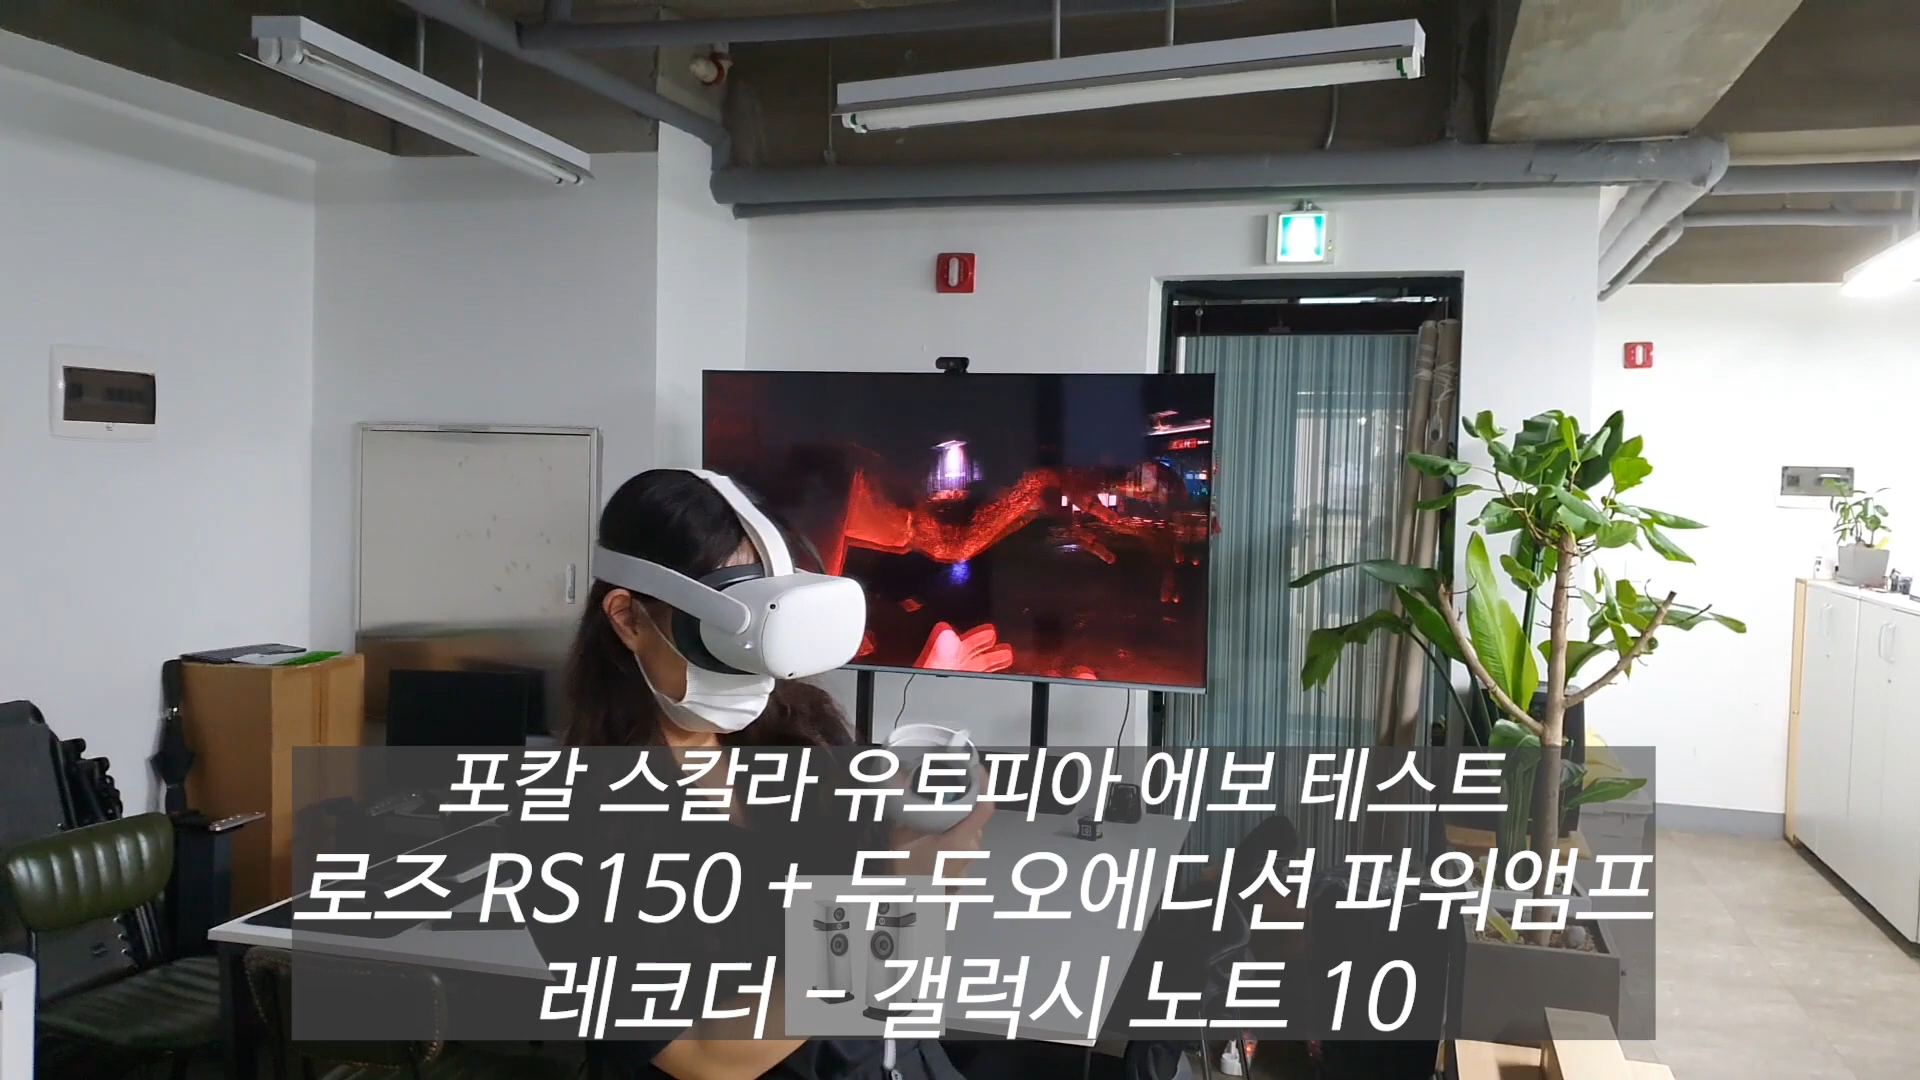 포칼 스칼라 유토피아 에보 테스트
로즈 RS150 + 두두오에디션 파워앰프
레코더 - 갤럭시 노트 10